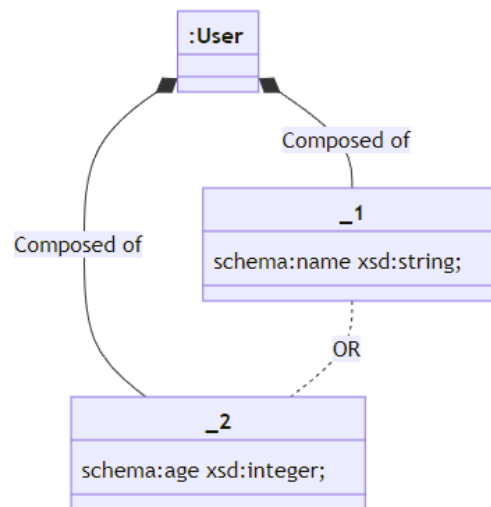 :User
Composed of
_1
schema:name xsd:string;
Composed of
OR
_2
schema:age xsd:integer;